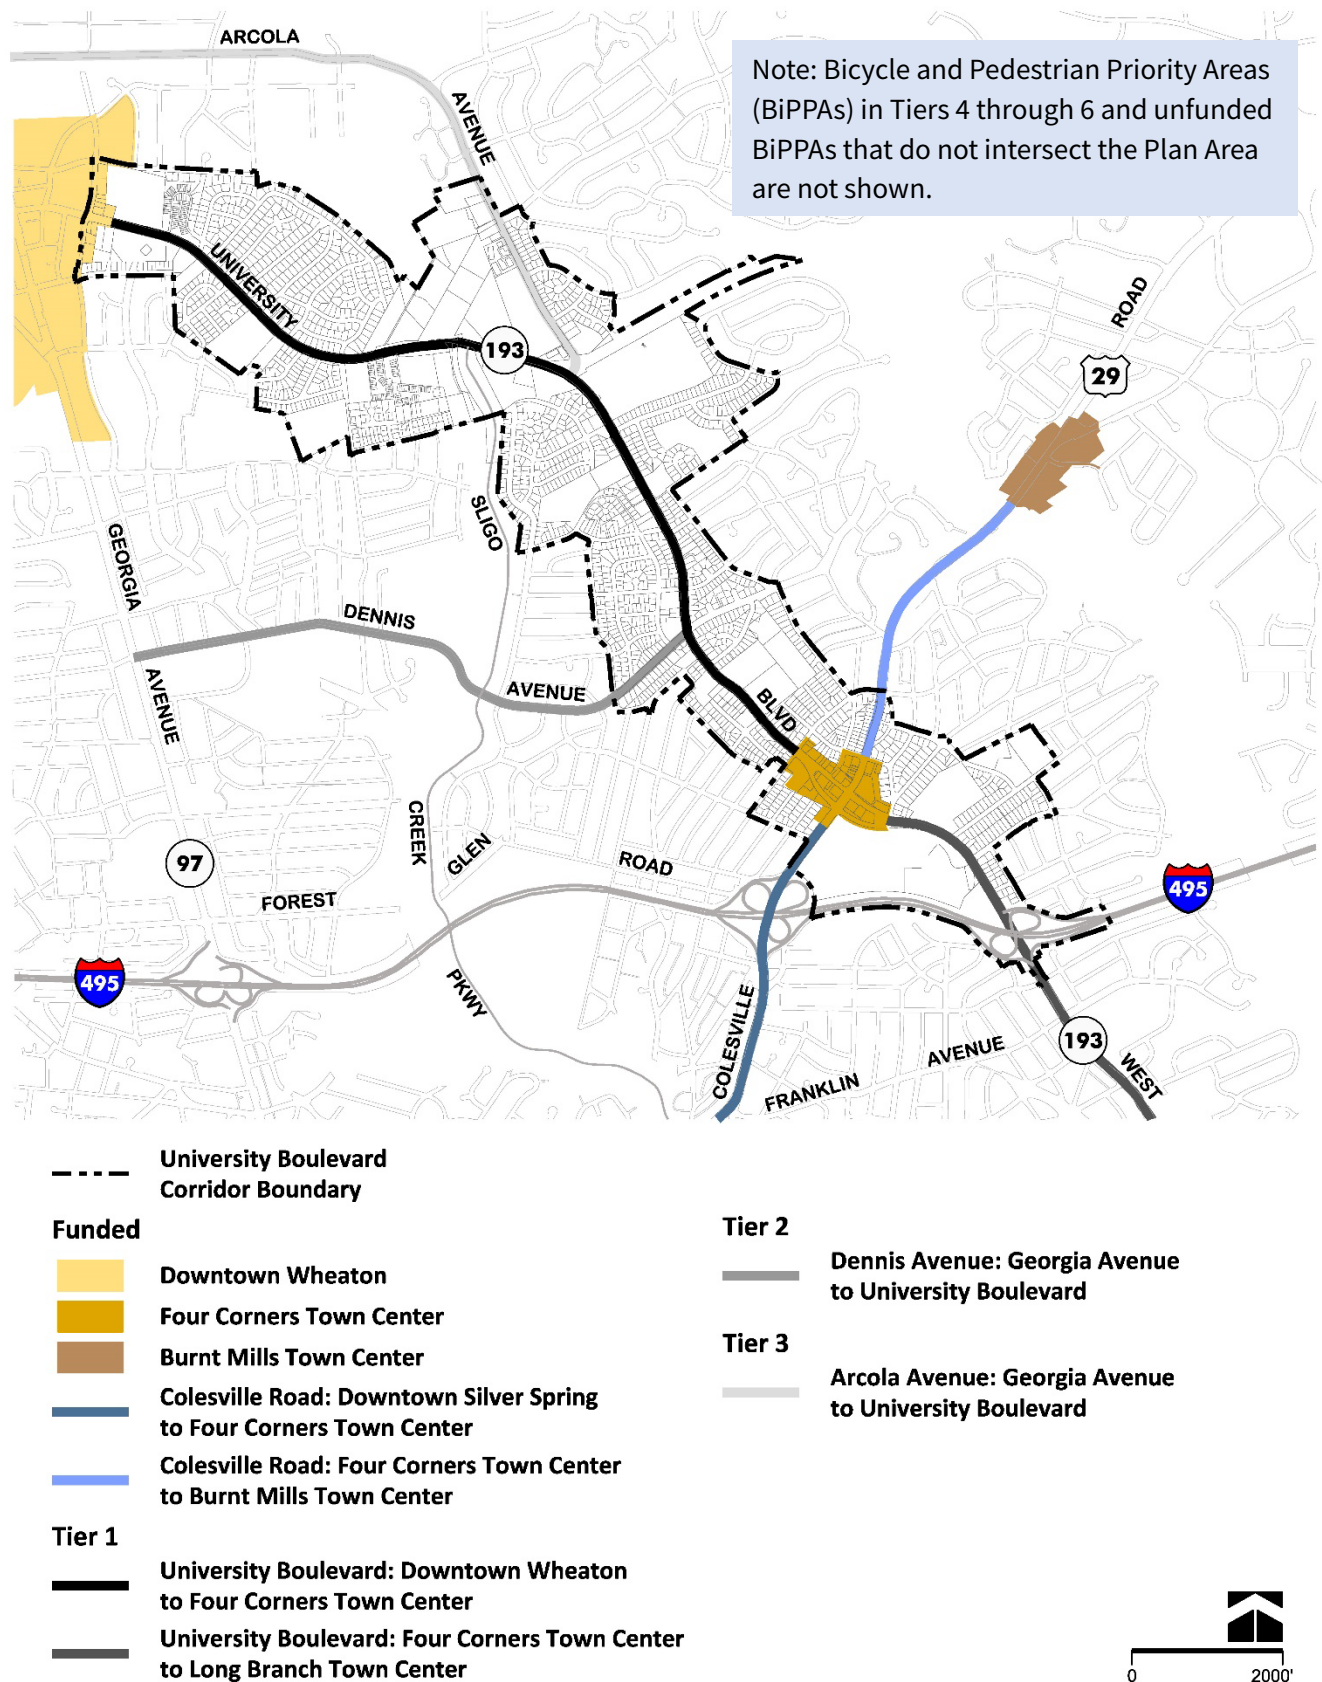 ARCOLA
AVENUE
Note: Bicycle and Pedestrian Priority Areas
(BiPPAs) in Tiers 4 through 6 and unfunded
BiPPAs that do not intersect the Plan Area
are not shown.
UNIVERSITY
193
ROAD
29
SLIGO
GEORGIA
DENNIS
AVENUE
AVENUE
BLVD
CREEK
GLEN
ROAD
97
FOREST
495
495
PKWY
COLESVILLE
FRANKLIN
AVENUE
193
WEST
University Boulevard
Corridor Boundary
Funded
Downtown Wheaton
Four Corners Town Center
Burnt Mills Town Center
Colesville Road: Downtown Silver Spring
to Four Corners Town Center
Colesville Road: Four Corners Town Center
to Burnt Mills Town Center
Tier 1
University Boulevard: Downtown Wheaton
to Four Corners Town Center
University Boulevard: Four Corners Town Center
to Long Branch Town Center
Tier 2
Dennis Avenue: Georgia Avenue
to University Boulevard
Tier 3
Arcola Avenue: Georgia Avenue
to University Boulevard
0 2000'